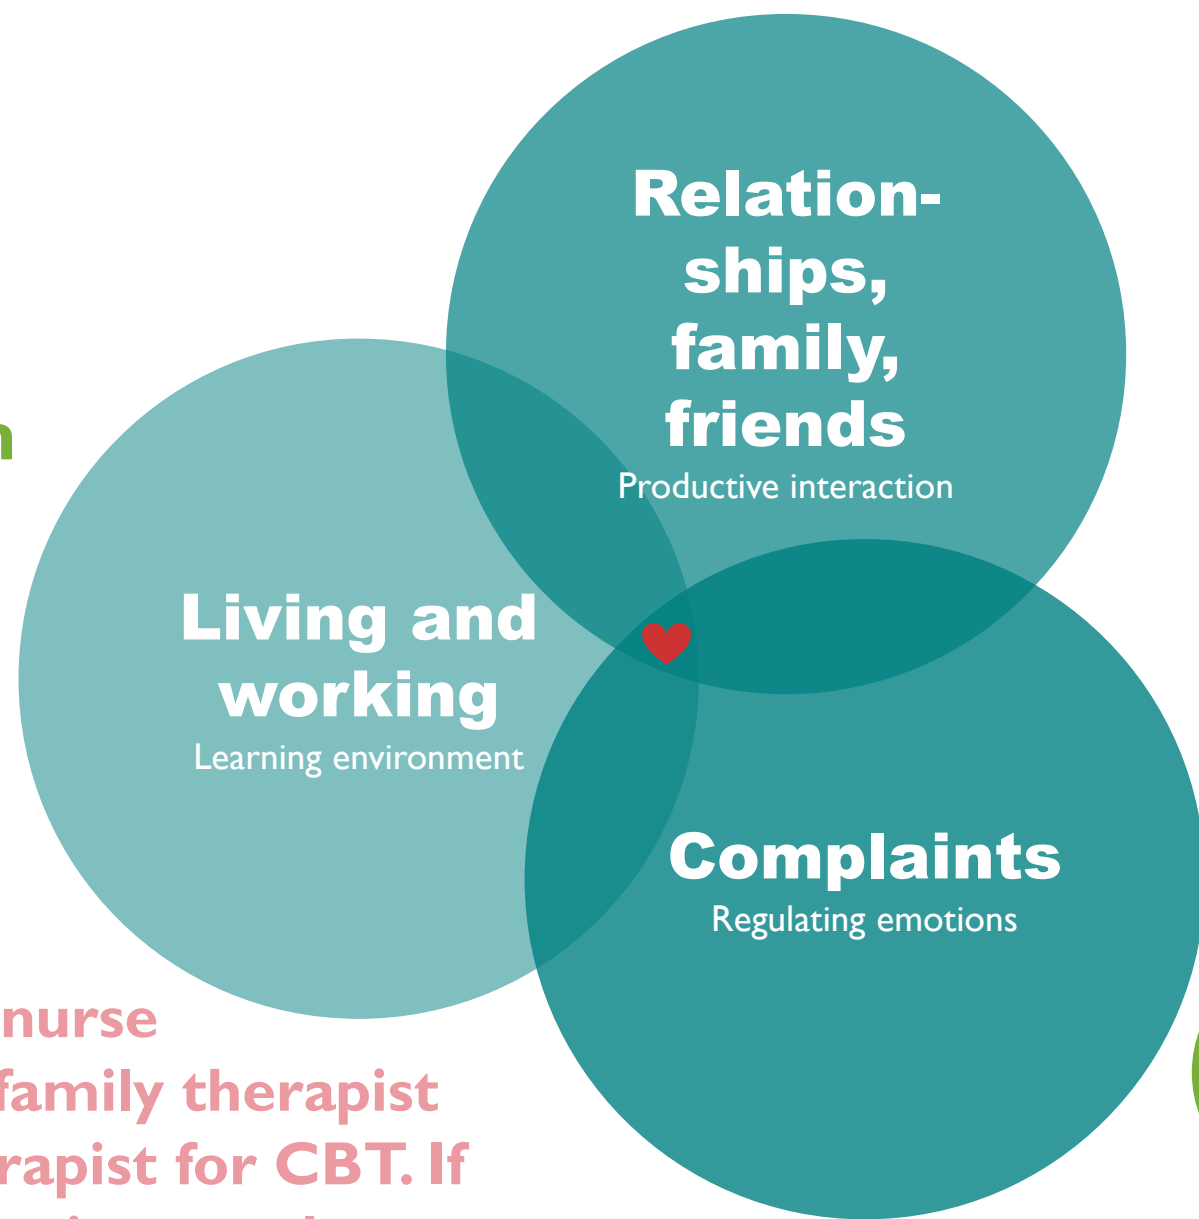 Relation-
ships,
family,
friends
Productive interaction
Living and
working
Learning environment
Complaints
Regulating emotions
nurse
family therapist
rapist for CBT. If